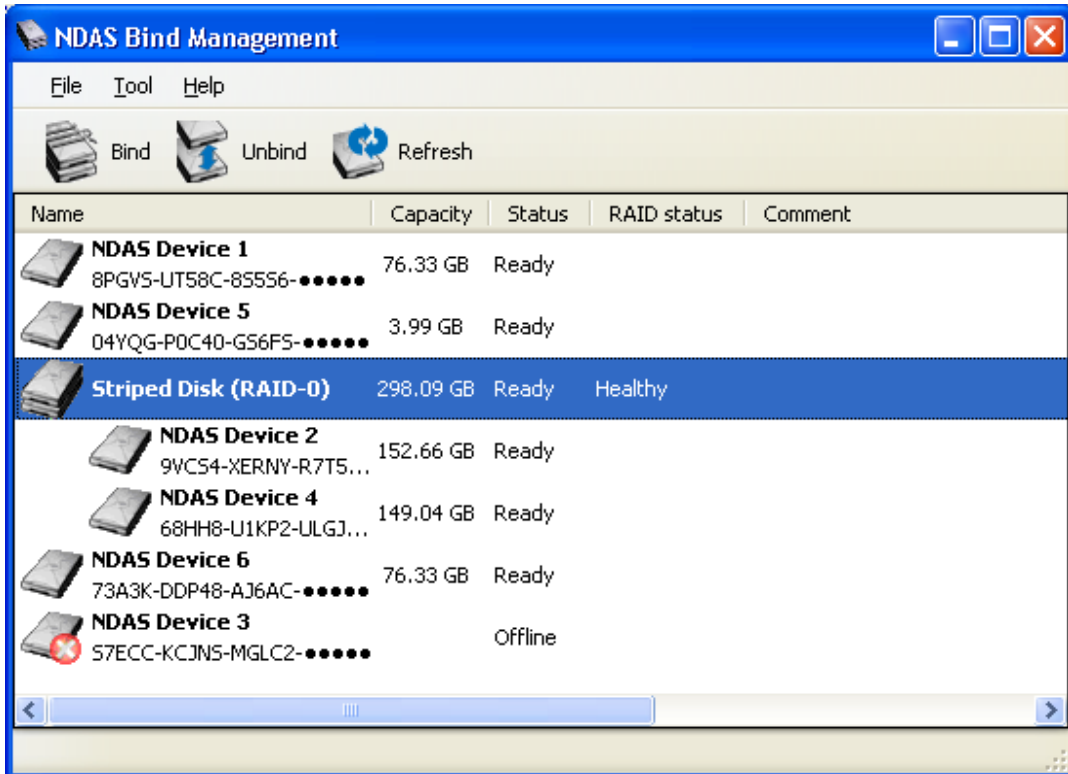 NDAS Bind Management
File Tool Help
Bind Unbind Refresh
Name Capacity Status RAID status Comment
NDAS Device 1
8PGVS-UT58C-8S5S6-●●●●● 76.33 GB Ready
NDAS Device 5
04YQG-P0C40-GS6FS-●●●●● 3.99 GB Ready
Striped Disk (RAID-0) 298.09 GB Ready Healthy
NDAS Device 2
9VCS4-XERNY-R7T5... 152.66 GB Ready
NDAS Device 4
68HH8-U1KP2-ULGJ... 149.04 GB Ready
NDAS Device 6
73A3K-DDP48-AJ6AC-●●●●● 76.33 GB Ready
NDAS Device 3
S7ECC-KCJNS-MGLC2-●●●●● Offline